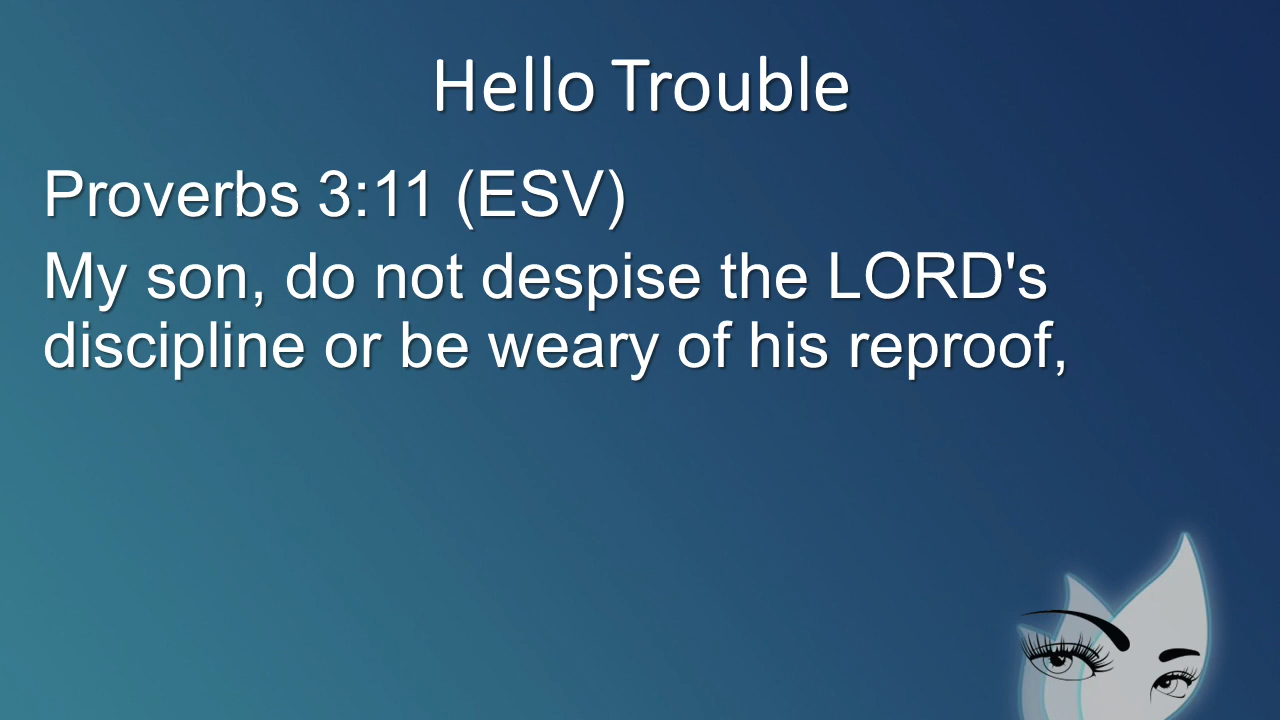 Hello Trouble
Proverbs 3:11 (ESV)
My son, do not despise the LORD's
discipline or be weary of his reproof,